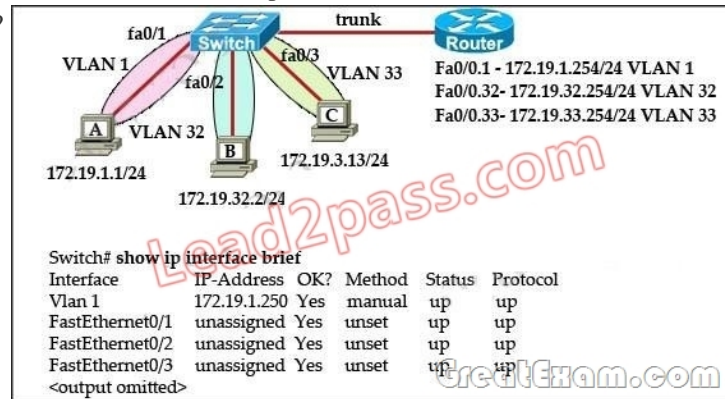 ?
trunk
fa0/1
Switch
Router
fa0/3
VLAN 1
fa0/2
VLAN 33
Fa0/0.1 - 172.19.1.254/24 VLAN 1
Fa0/0.32- 172.19.32.254/24 VLAN 32
Fa0/0.33- 172.19.33.254/24 VLAN 33
A
VLAN 32
B
C
172.19.1.1/24
172.19.3.13/24
172.19.32.2/24
Lead2pass.com
Switch# show ip interface brief
Interface IP-Address OK? Method Status Protocol
Vlan 1 172.19.1.250 Yes manual up up
FastEthernet0/1 unassigned Yes unset up up
FastEthernet0/2 unassigned Yes unset up up
FastEthernet0/3 unassigned Yes unset up up
<output omitted>
GreatExam.com